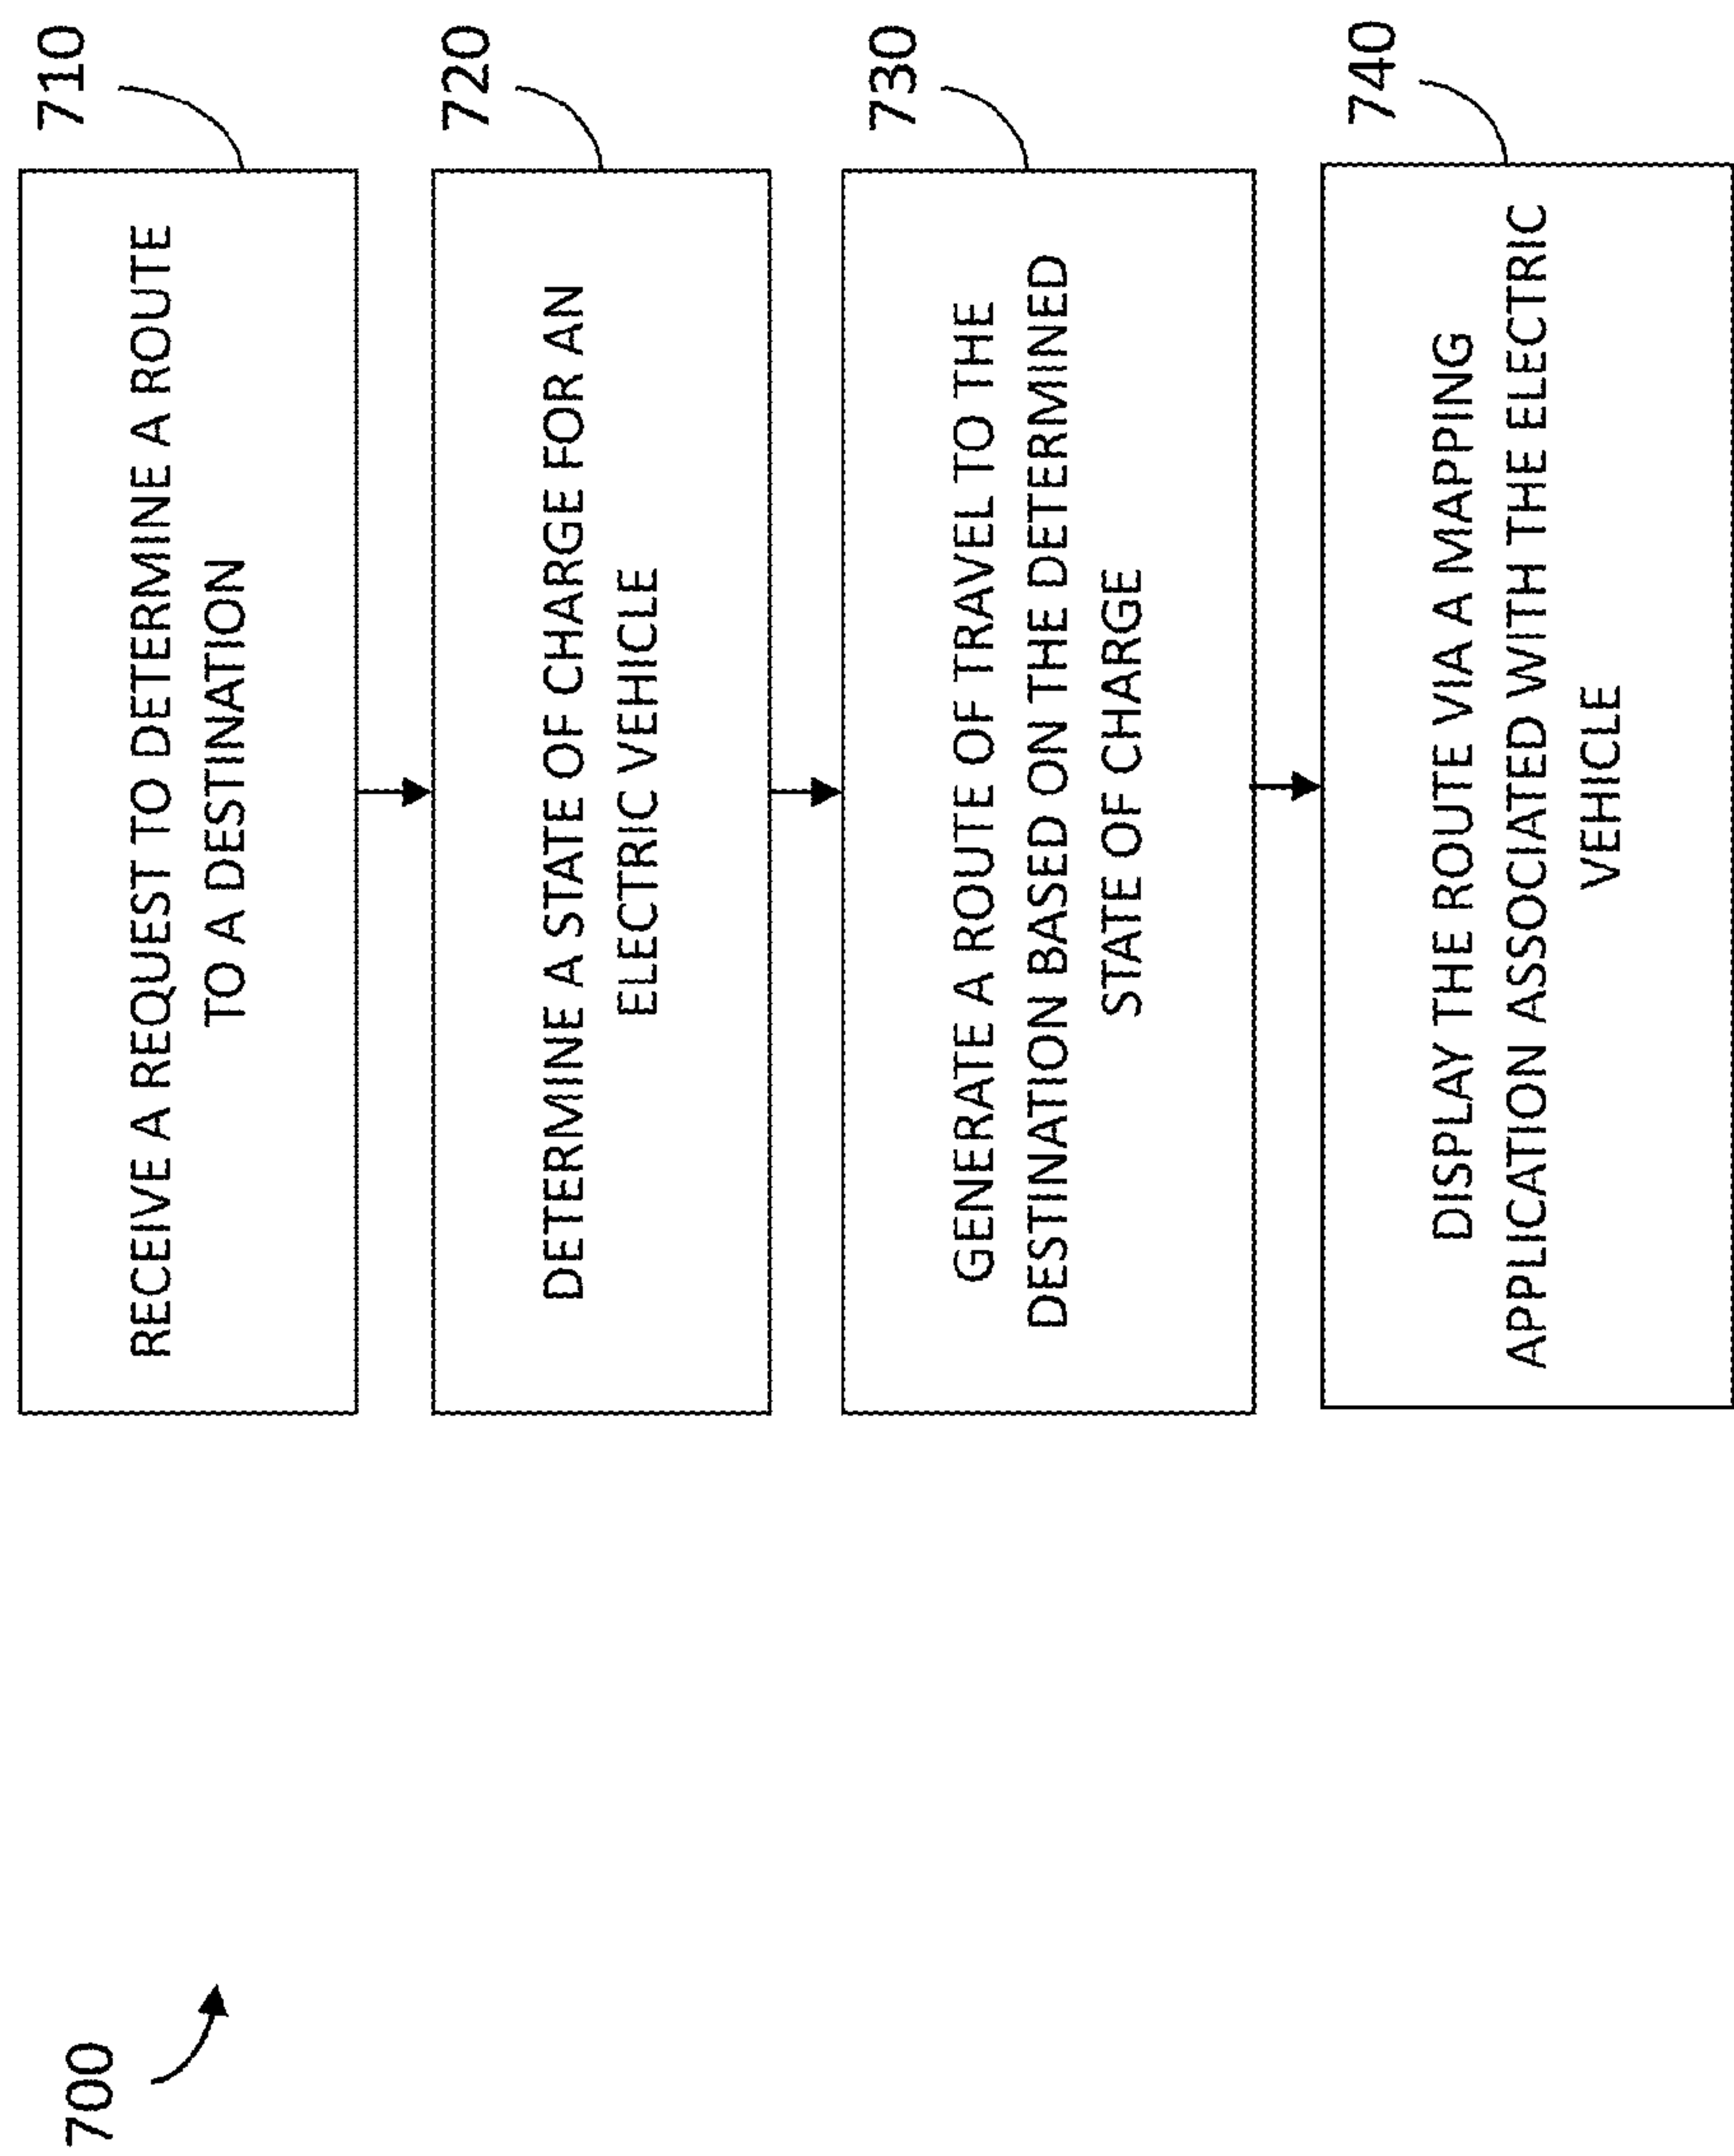 700
710
RECEIVE A REQUEST TO DETERMINE A ROUTE
TO A DESTINATION
720
DETERMINE A STATE OF CHARGE FOR AN
ELECTRIC VEHICLE
730
GENERATE A ROUTE OF TRAVEL TO THE
DESTINATION BASED ON THE DETERMINED
STATE OF CHARGE
740
DISPLAY THE ROUTE VIA A MAPPING
APPLICATION ASSOCIATED WITH THE ELECTRIC
VEHICLE